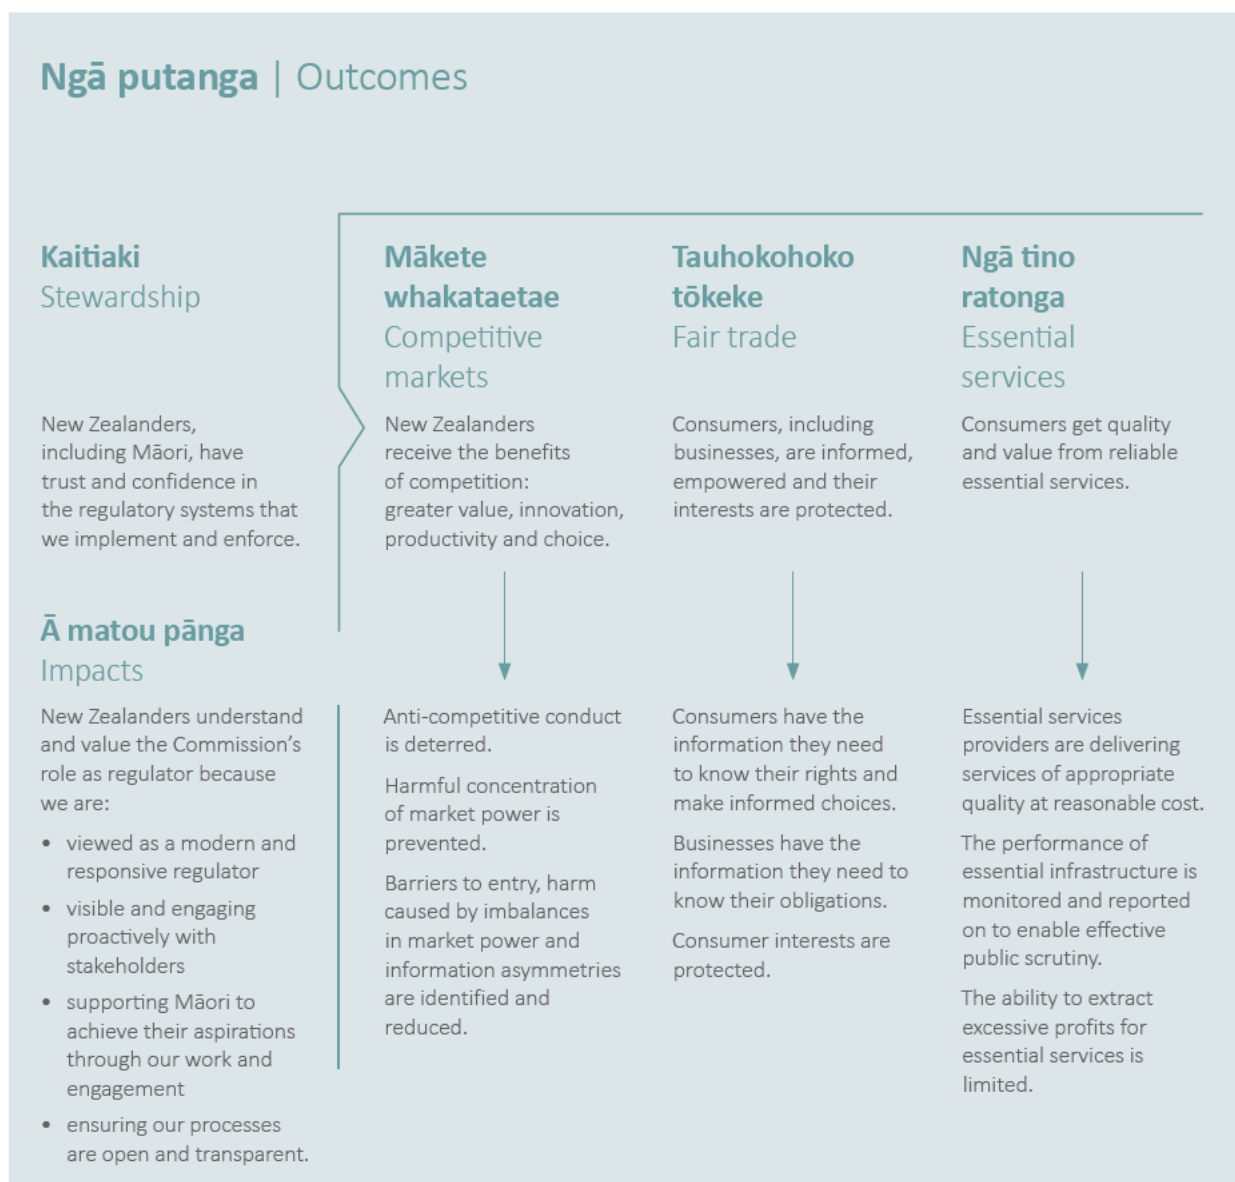 Ngā putanga | Outcomes
Kaitiaki
Stewardship
New Zealanders,
including Māori, have
trust and confidence in
the regulatory systems that
we implement and enforce.
Ā matou pānga
Impacts
New Zealanders understand
and value the Commission’s
role as regulator because
we are:
• viewed as a modern and
responsive regulator
• visible and engaging
proactively with
stakeholders
• supporting Māori to
achieve their aspirations
through our work and
engagement
• ensuring our processes
are open and transparent.
Mākete
whakataetae
Competitive
markets
New Zealanders
receive the benefits
of competition:
greater value, innovation,
productivity and choice.
Anti-competitive conduct
is deterred.
Harmful concentration
of market power is
prevented.
Barriers to entry, harm
caused by imbalances
in market power and
information asymmetries
are identified and
reduced.
Tauhokohoko
tōkeke
Fair trade
Consumers, including
businesses, are informed,
empowered and their
interests are protected.
Consumers have the
information they need
to know their rights and
make informed choices.
Businesses have the
information they need to
know their obligations.
Consumer interests are
protected.
Ngā tino
ratonga
Essential
services
Consumers get quality
and value from reliable
essential services.
Essential services
providers are delivering
services of appropriate
quality at reasonable cost.
The performance of
essential infrastructure is
monitored and reported
on to enable effective
public scrutiny.
The ability to extract
excessive profits for
essential services is
limited.